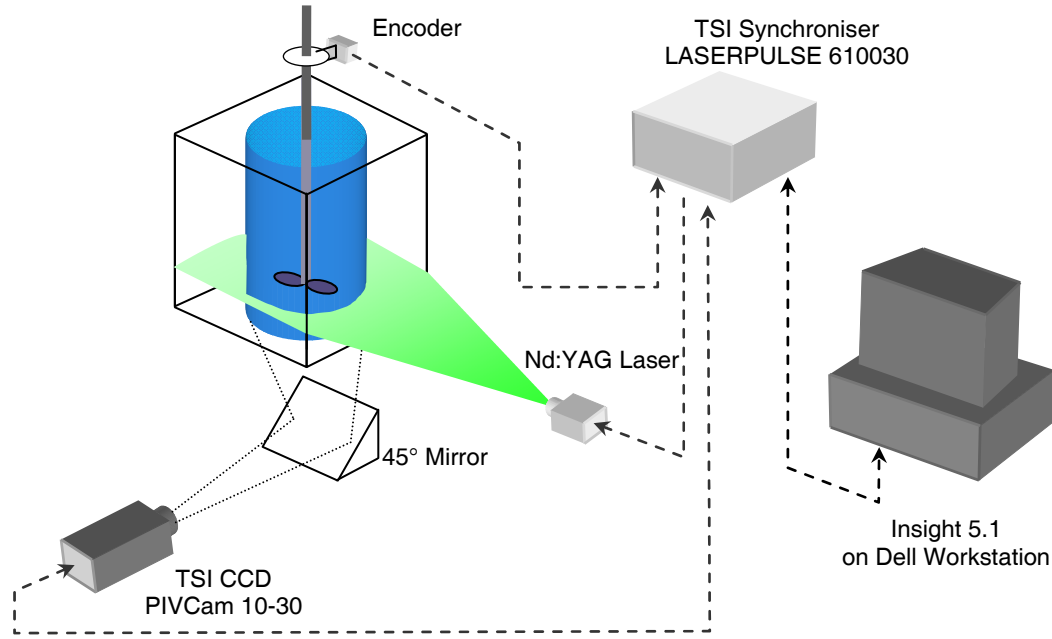 Encoder
TSI Synchroniser
LASERPULSE 610030
Nd:YAG Laser
45° Mirror
Insight 5.1
on Dell Workstation
TSI CCD
PIVCam 10-30